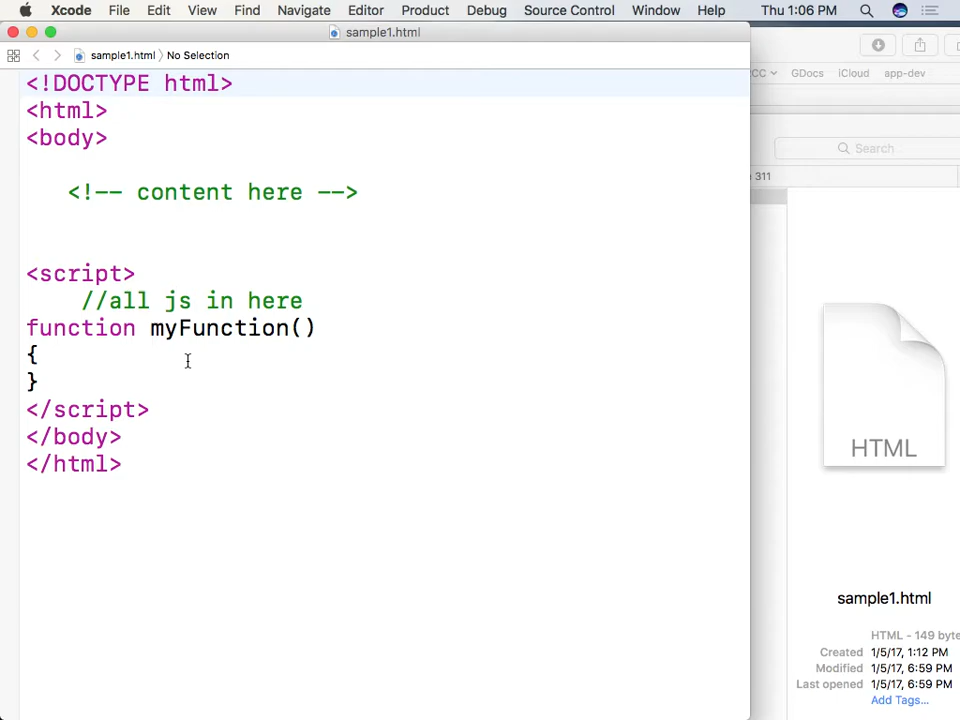 Xcode File Edit View Find Navigate Editor Product Debug Source Control Window Help Thu 1:06 PM
sample1.html
sample1.html No Selection
GDocs iCloud app-dev
Search
311
<!DOCTYPE html>
<html>
<body>
<!-- content here -->
<script>
//all js in here
function myFunction()
{
}
</script>
</body>
</html>
HTML
sample1.html
HTML - 149 byte
Created 1/5/17, 1:12 PM
Modified 1/5/17, 6:59 PM
Last opened 1/5/17, 6:59 PM
Add Tags...